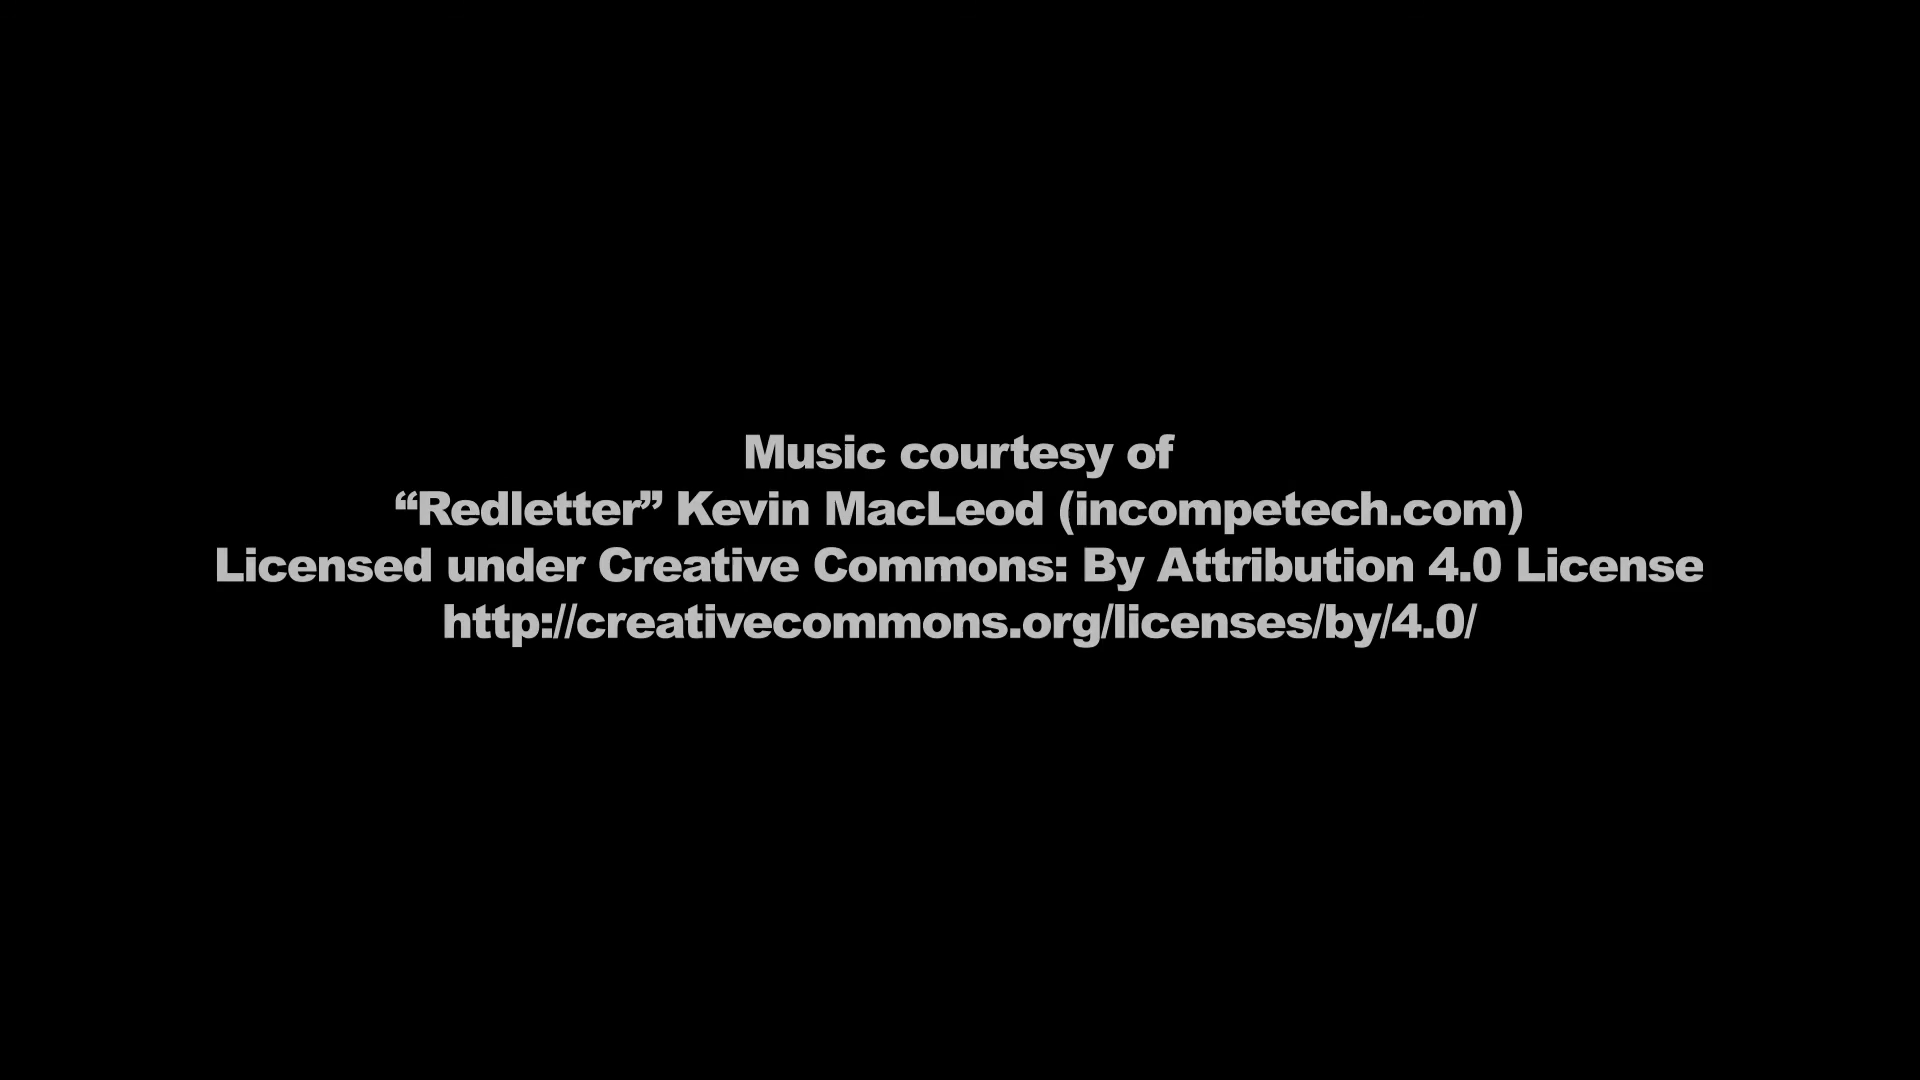 Music courtesy of
“Redletter” Kevin MacLeod (incompetech.com)
Licensed under Creative Commons: By Attribution 4.0 License
http://creativecommons.org/licenses/by/4.0/